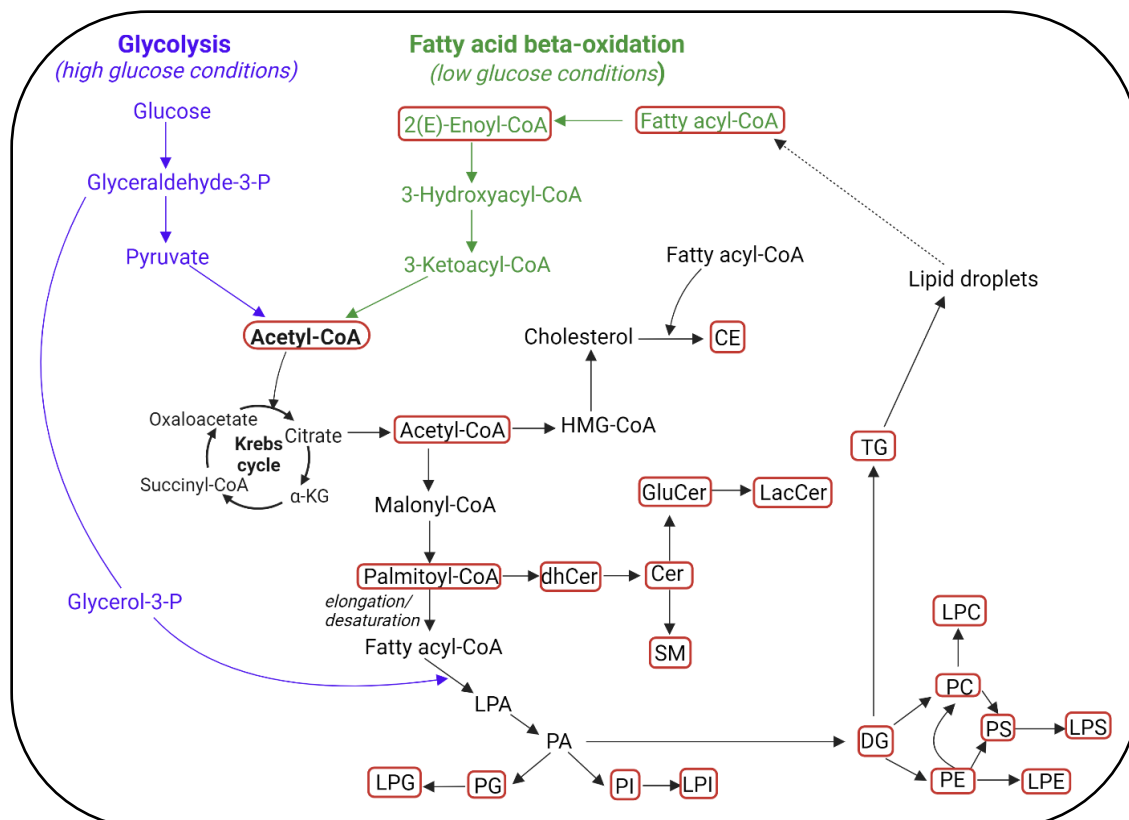 Glycolysis
(high glucose conditions)
Fatty acid beta-oxidation
(low glucose conditions)
Glucose
2(E)-Enoyl-CoA
Fatty acyl-CoA
Glyceraldehyde-3-P
3-Hydroxyacyl-CoA
Pyruvate
3-Ketoacyl-CoA
Fatty acyl-CoA
Lipid droplets
Acetyl-CoA
Cholesterol
CE
Oxaloacetate
Citrate
Krebs
cycle
Succinyl-CoA
α-KG
Acetyl-CoA
HMG-CoA
TG
Malonyl-CoA
GluCer
LacCer
Palmitoyl-CoA
dhCer
Cer
elongation/
desaturation
Glycerol-3-P
Fatty acyl-CoA
SM
LPC
LPA
PC
PA
DG
PS
LPS
LPG
PG
PI
LPI
PE
LPE